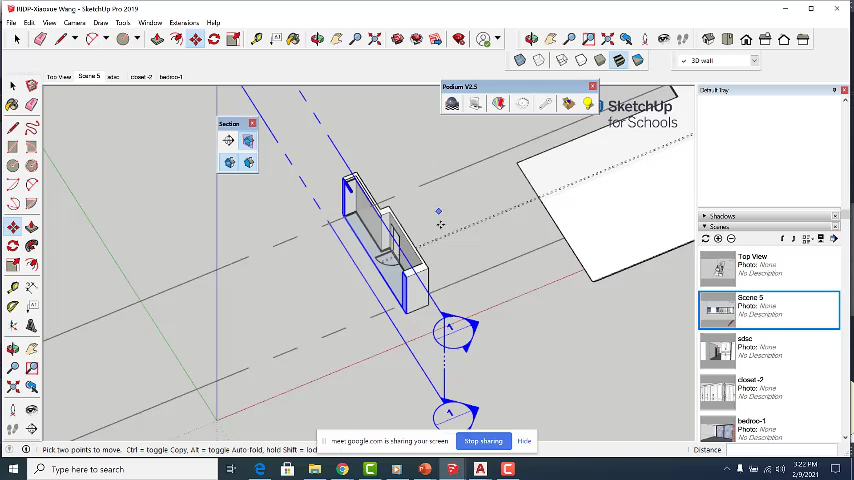 RIDP-Xiaoxue Wang - SketchUp Pro 2019
File Edit View Camera Draw Tools Window Extensions Help
3D wall
Top View Scene 5 sdsc closet -2 bedroo-1
Podium V2.5
Default Tray
SketchUp
for Schools
Section
Shadows
Scenes
Top View
Photo: None
No Description
Scene 5
Photo: None
No Description
sdsc
Photo: None
No Description
closet -2
Photo: None
No Description
bedroo-1
Photo: None
No Description
1
1
meet.google.com is sharing your screen. Stop sharing Hide
Pick two points to move. Ctrl = toggle Copy, Alt = toggle Auto-fold, hold Shift = lock
Distance
Type here to search
3:22 PM
2/9/2021